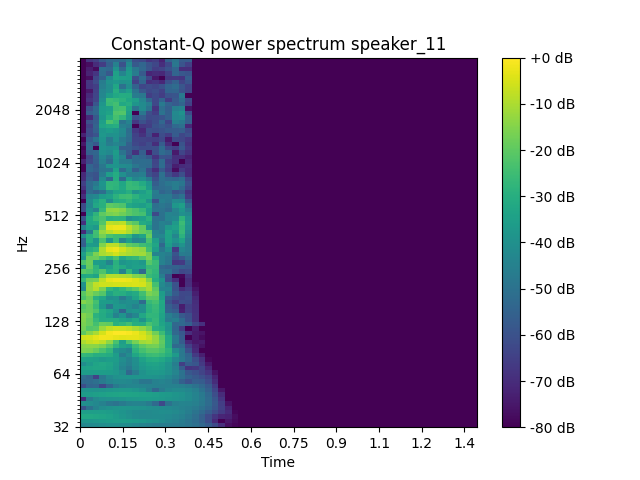 Constant-Q power spectrum speaker_11
+0 dB
-10 dB
-20 dB
-30 dB
-40 dB
-50 dB
-60 dB
-70 dB
-80 dB
Hz
2048
1024
512
256
128
64
32
0 0.15 0.3 0.45 0.6 0.75 0.9 1.1 1.2 1.4
Time